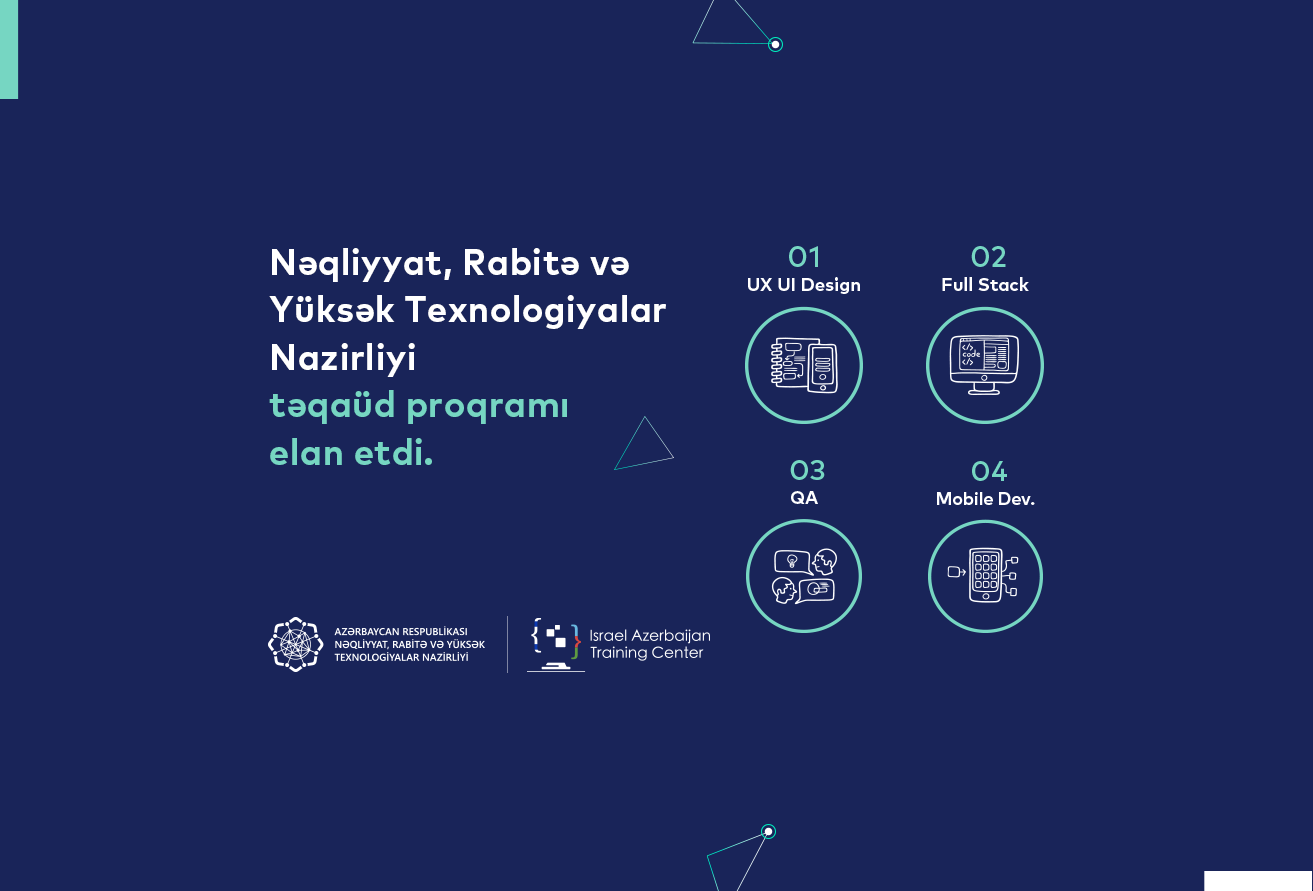 Nəqliyyat, Rabitə və
Yüksək Texnologiyalar
Nazirliyi
təqaüd proqramı
elan etdi.
01
UX UI Design
02
Full Stack
</>
code
</>
03
QA
04
Mobile Dev.
AZƏRBAYCAN RESPUBLİKASI
NƏQLİYYAT, RABİTƏ VƏ YÜKSƏK
TEXNOLOGİYALAR NAZİRLİYİ
Israel Azerbaijan
Training Center